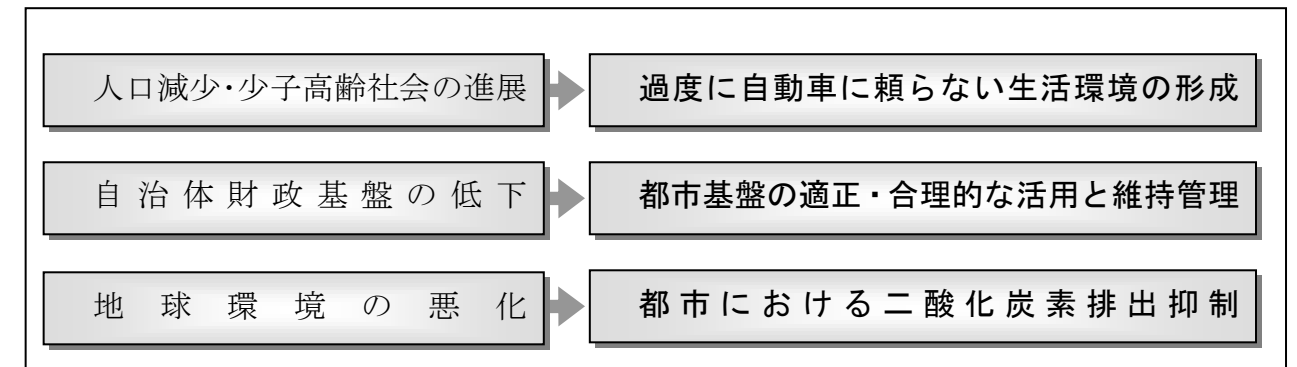 人口減少・少子高齢社会の進展
過度に自動車に頼らない生活環境の形成
自治体財政基盤の低下
都市基盤の適正・合理的な活用と維持管理
地球環境の悪化
都市における二酸化炭素排出抑制